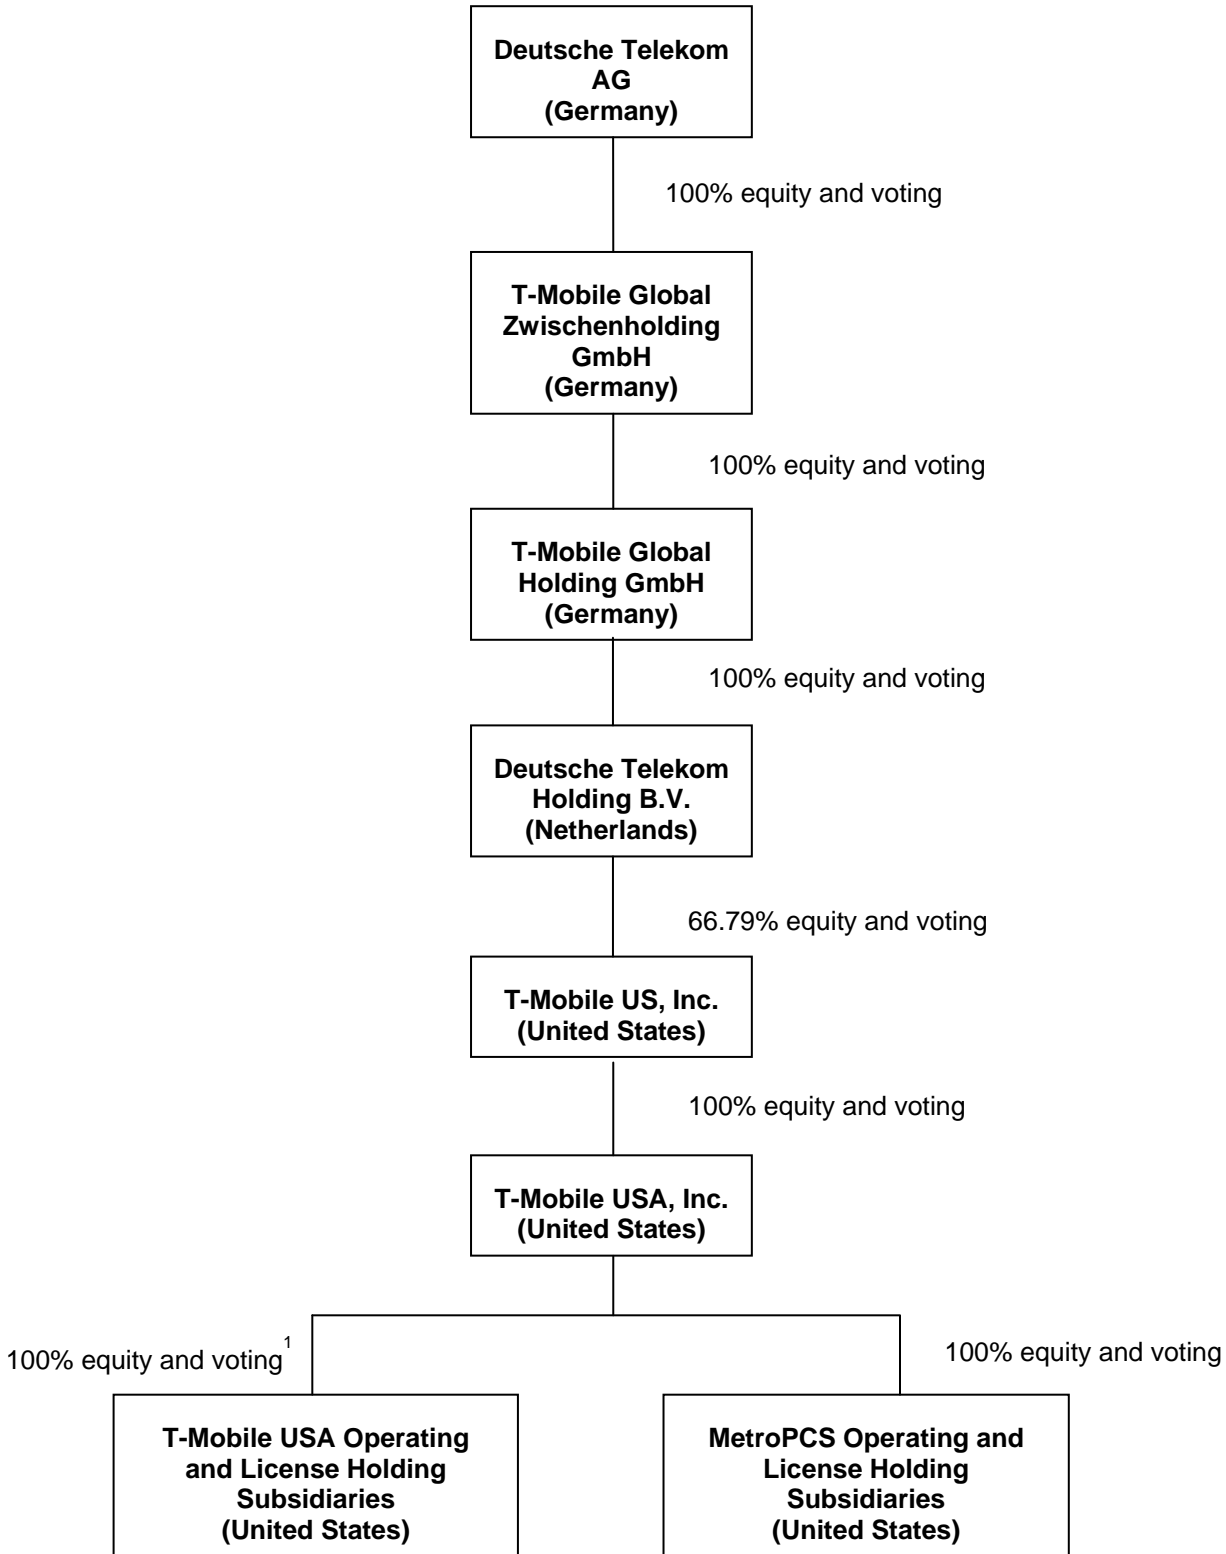 Deutsche Telekom
AG
(Germany)
100% equity and voting
T-Mobile Global
Zwischenholding
GmbH
(Germany)
100% equity and voting
T-Mobile Global
Holding GmbH
(Germany)
100% equity and voting
Deutsche Telekom
Holding B.V.
(Netherlands)
66.79% equity and voting
T-Mobile US, Inc.
(United States)
100% equity and voting
T-Mobile USA, Inc.
(United States)
100% equity and voting1
100% equity and voting
T-Mobile USA Operating
and License Holding
Subsidiaries
(United States)
MetroPCS Operating and
License Holding
Subsidiaries
(United States)